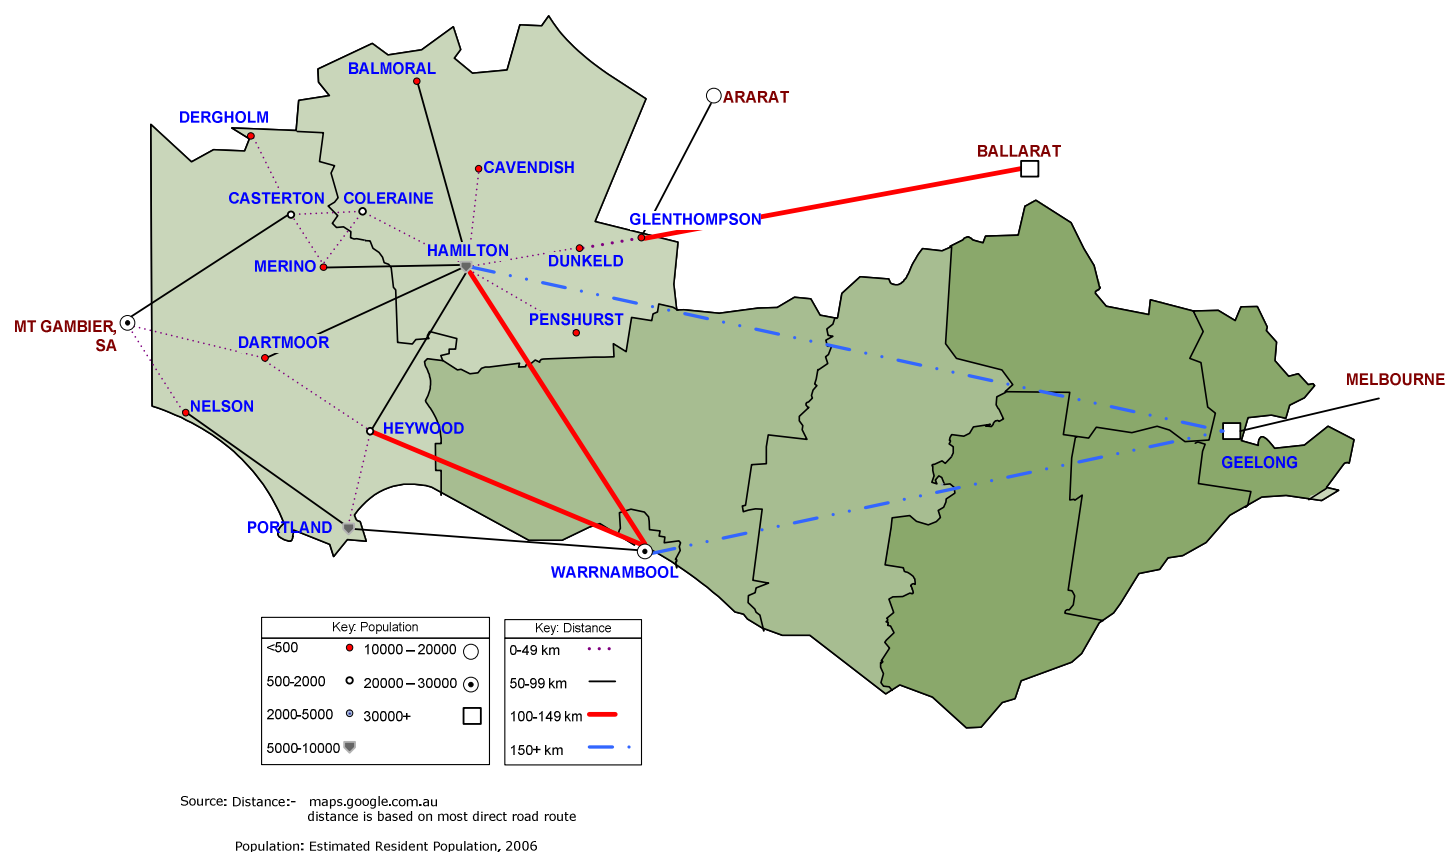 BALMORAL
ARARAT
DERGHOLM
BALLARAT
CAVENDISH
CASTERTON
COLERAINE
GLENTHOMPSON
HAMILTON
DUNKELD
MERINO
PENSHURST
MT GAMBIER,
SA
DARTMOOR
MELBOURNE
NELSON
HEYWOOD
GEELONG
PORTLAND
WARRNAMBOOL
Key: Population
<500
10000 – 20000
500-2000
20000 – 30000
2000-5000
30000+
5000-10000
Key: Distance
0-49 km
50-99 km
100-149 km
150+ km
Source: Distance:- maps.google.com.au
distance is based on most direct road route
Population: Estimated Resident Population, 2006